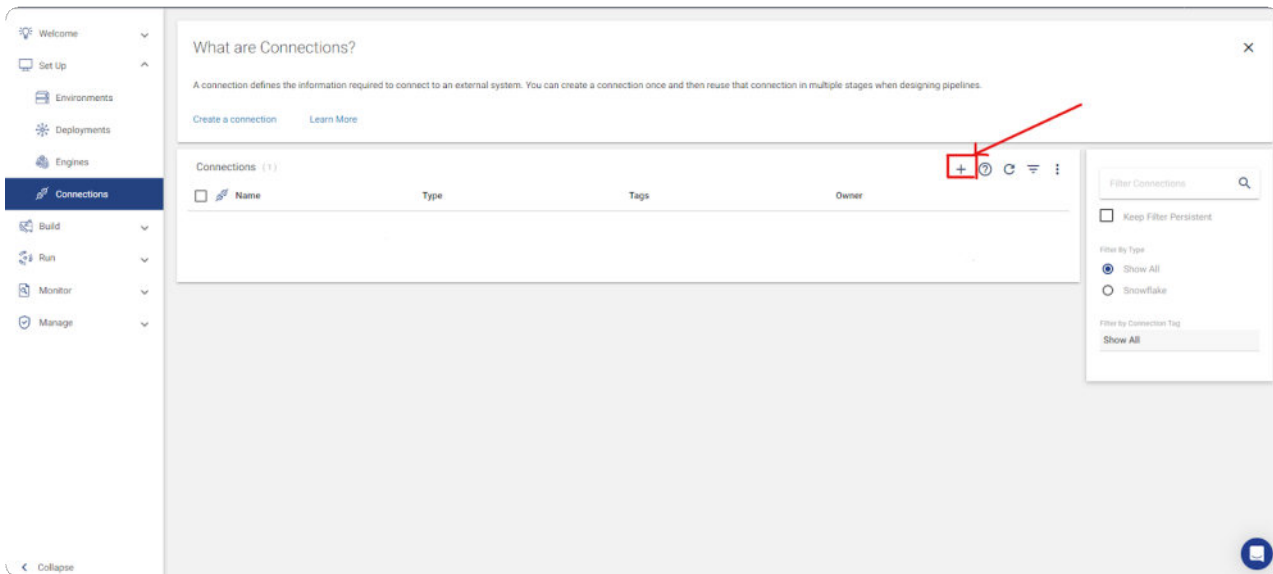 Welcome
Set Up
Environments
Deployments
Engines
Connections
Build
Run
Monitor
Manage
Collapse
What are Connections?
A connection defines the information required to connect to an external system. You can create a connection once and then reuse that connection in multiple stages when designing pipelines.
Create a connection Learn More
Connections (1)
Name Type Tags Owner
Filter Connections
Keep Filter Persistent
Filter By Type
Show All
Snowflake
Filter by Connection Tag
Show All